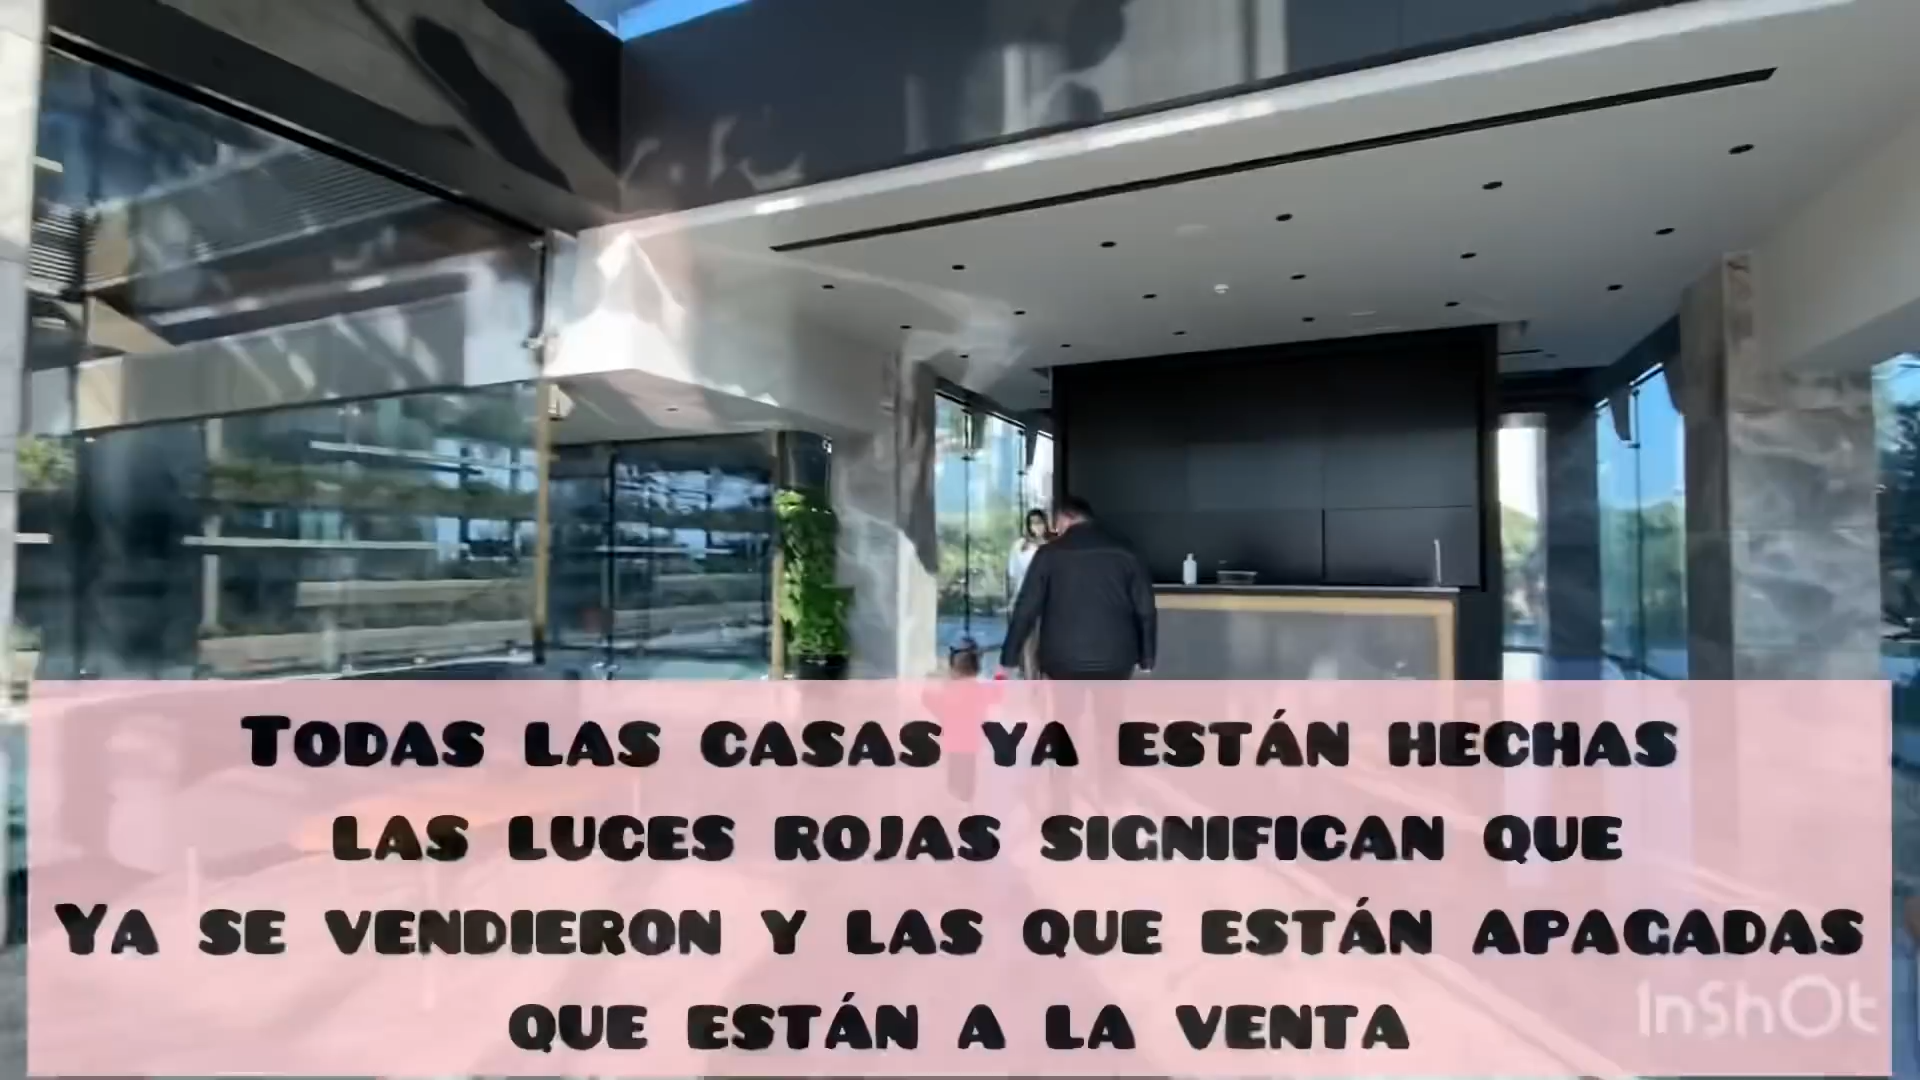 Todas las casas ya están hechas
las luces rojas significan que
Ya se vendieron y las que están apagadas
que están a la venta
InShOt